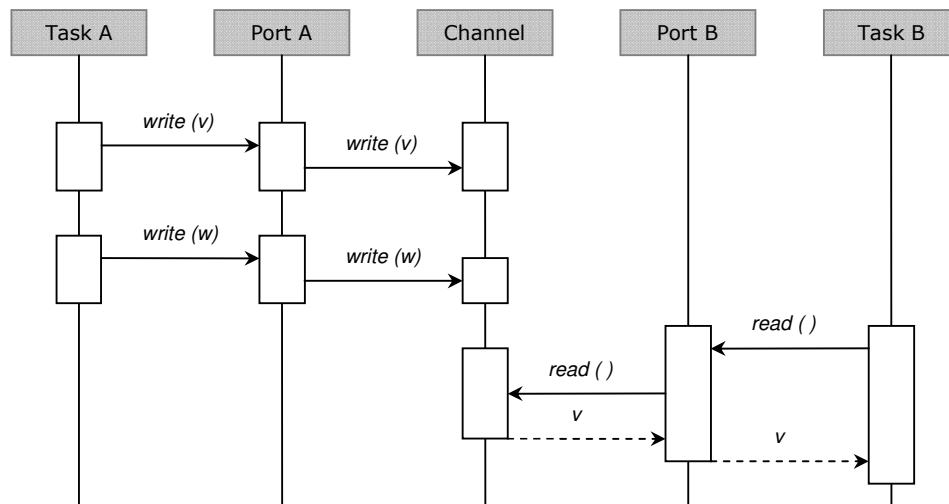 Task A
Port A
Channel
Port B
Task B
write (v)
write (v)
write (w)
write (w)
read ( )
read ( )
v
v